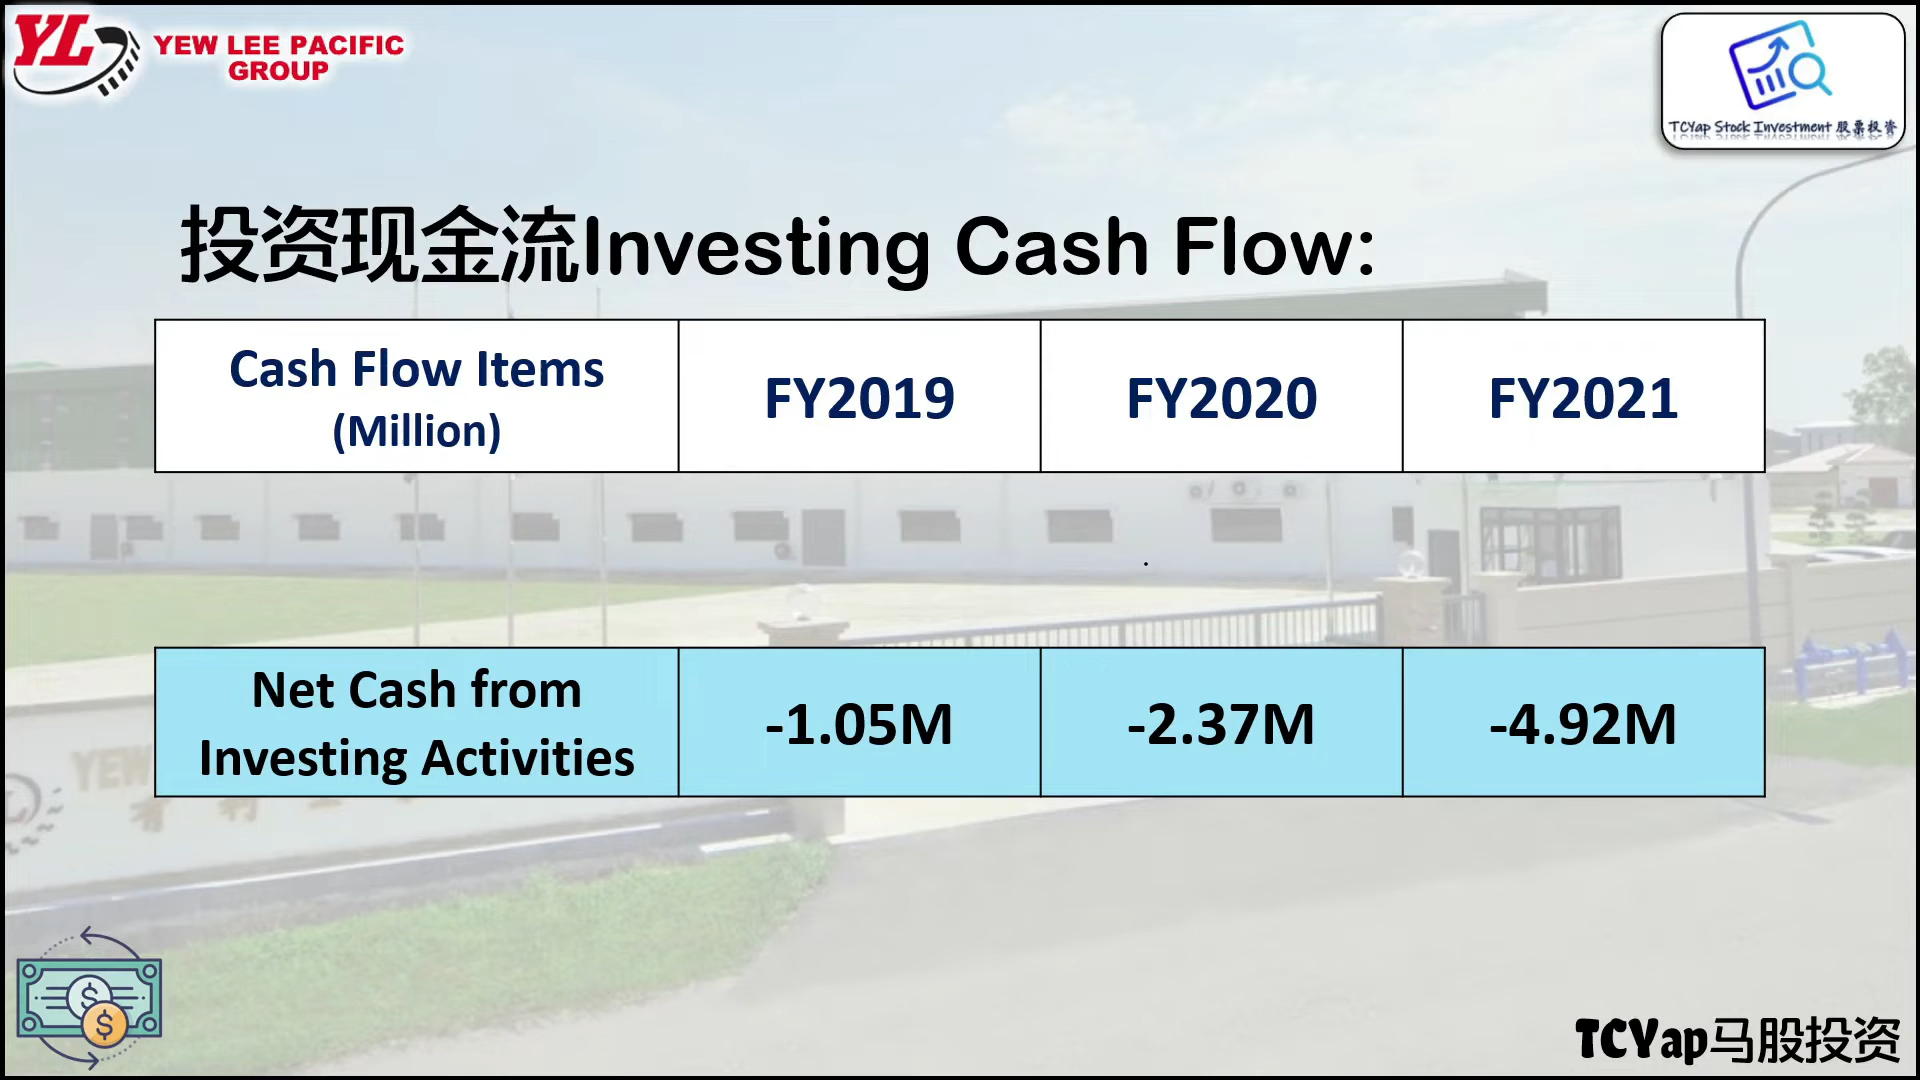 YL
YEW LEE PACIFIC
GROUP
TCYap Stock Investment 股票投资
投资现金流Investing Cash Flow:
Cash Flow Items
(Million)
FY2019
FY2020
FY2021
YEW
Net Cash from
Investing Activities
-1.05M
-2.37M
-4.92M
TCYap马股投资